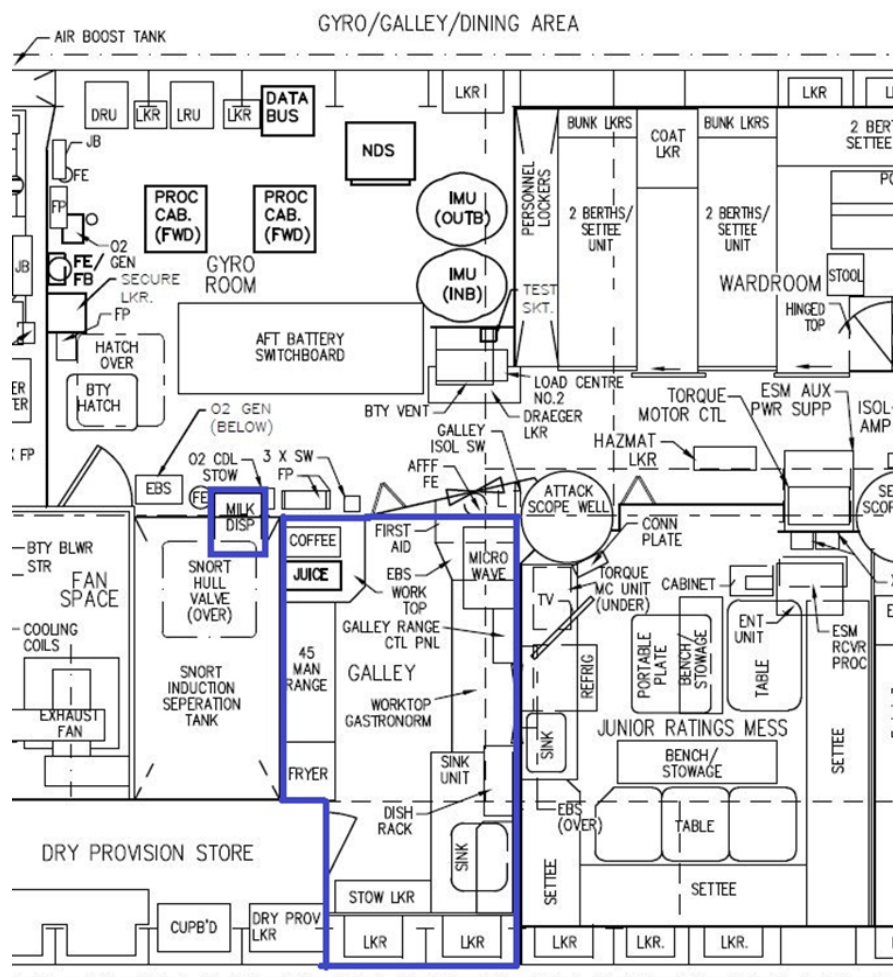 GYRO/GALLEY/DINING AREA
AIR BOOST TANK
DRU
LKR
LRU
LKR
DATA
BUS
LKR
LKR
JB
FE
FP
NDS
PROC
CAB.
(FWD)
PROC
CAB.
(FWD)
IMU
(OUTB)
IMU
(INB)
PERSONNEL
LOCKERS
BUNK LKRS
COAT
LKR
BUNK LKRS
2 BERTHS/
SETTEE
UNIT
2 BERTHS/
SETTEE
UNIT
2 BERT
SETTEE
O2
GEN
FE/
FB
JB
SECURE
LKR.
FP
GYRO
ROOM
TEST
SKT.
WARDROOM
STOOL
HINGED
TOP
HATCH
OVER
BTY
HATCH
AFT BATTERY
SWITCHBOARD
LOAD CENTRE
NO.2
BTY VENT
DRAEGER
LKR
TORQUE
MOTOR CTL
ESM AUX
PWR SUPP
ISOL
AMP
O2 GEN
(BELOW)
GALLEY
ISOL SW
HAZMAT
LKR
X FP
O2 CDL
STOW
3 X SW
FP
AFFF
FE
EBS
FE
MILK
DISP
ATTACK
SCOPE WELL
SE
SCOP
COFFEE
FIRST
AID
CONN
PLATE
BTY BLWR
STR
FAN
SPACE
SNORT
HULL
VALVE
(OVER)
JUICE
EBS
WORK
TOP
MICRO
WAVE
TV
TORQUE
MC UNIT
(UNDER)
CABINET
ENT
UNIT
ESM
RCVR
PROC
COOLING
COILS
GALLEY RANGE
CTL PNL
45
MAN
RANGE
GALLEY
REFRIG
PORTABLE
PLATE
BENCH
STOWAGE
TABLE
SNORT
INDUCTION
SEPERATION
TANK
WORKTOP
GASTRONORM
EXHAUST
FAN
JUNIOR RATINGS MESS
SINK
SETTEE
FRYER
SINK
UNIT
BENCH/
STOWAGE
DISH
RACK
EBS
(OVER)
TABLE
DRY PROVISION STORE
SINK
SETTEE
SETTEE
STOW LKR
CUPB'D
DRY PROV
LKR
LKR
LKR
LKR
LKR.
LKR.